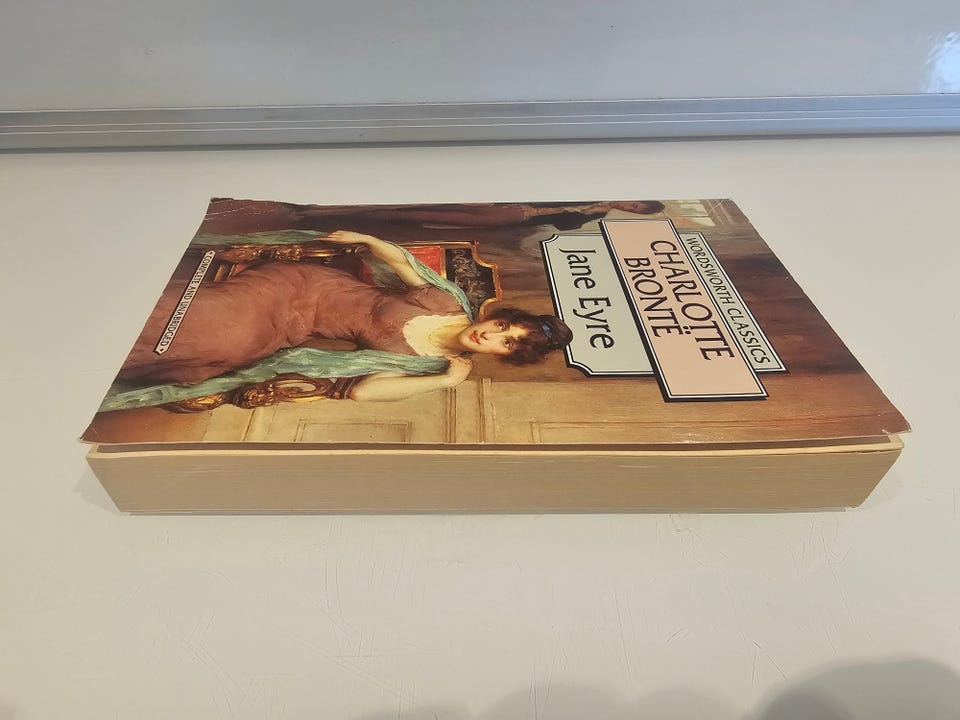 WORDSWORTH CLASSICS
CHARLOTTE
BRONTË
Jane Eyre
• COMPLETE AND UNABRIDGED •